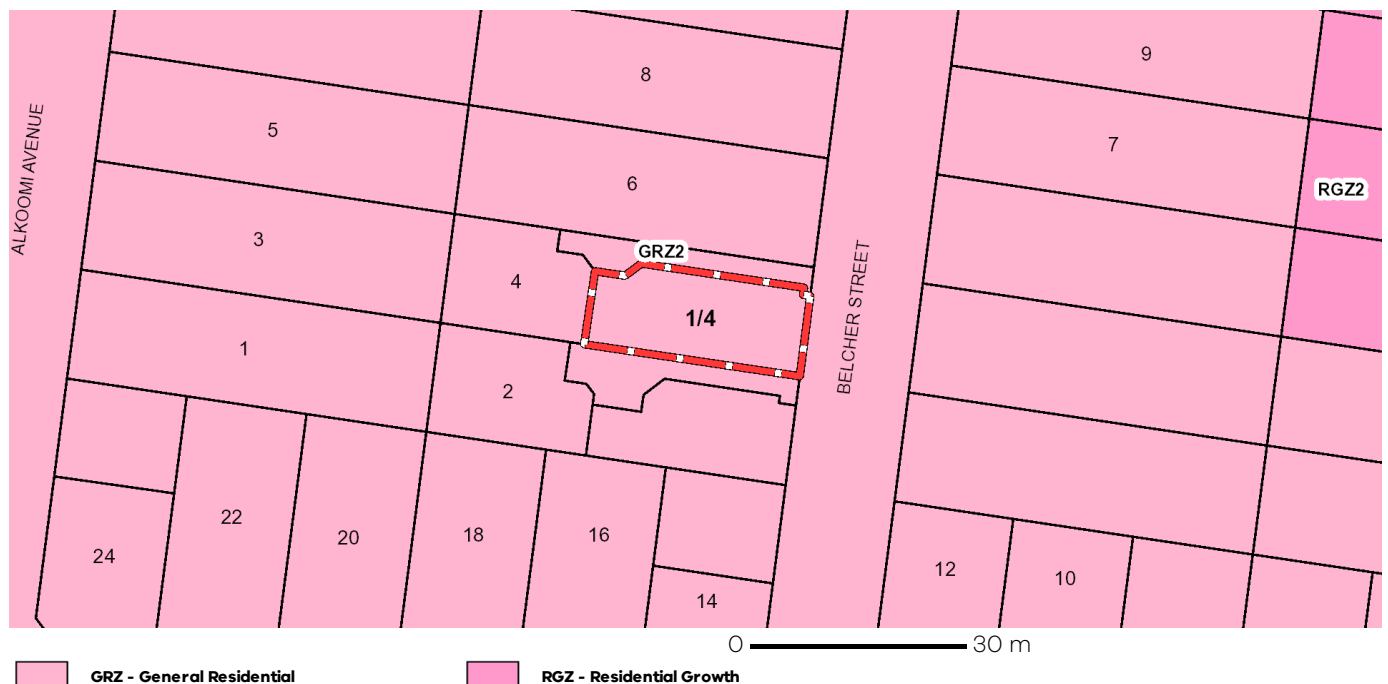 9
8
7
5
ALKOOMI AVENUE
6
RGZ2
3
GRZ2
4
1/4
BELCHER STREET
1
2
22
20
18
16
24
12
10
14
0 30 m
GRZ - General Residential
RGZ - Residential Growth